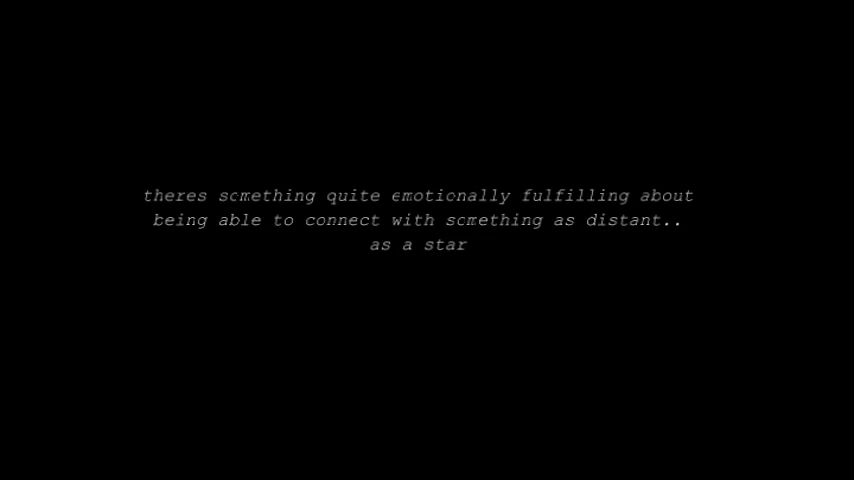 theres something quite emotionally fulfilling about
being able to connect with something as distant..
as a star